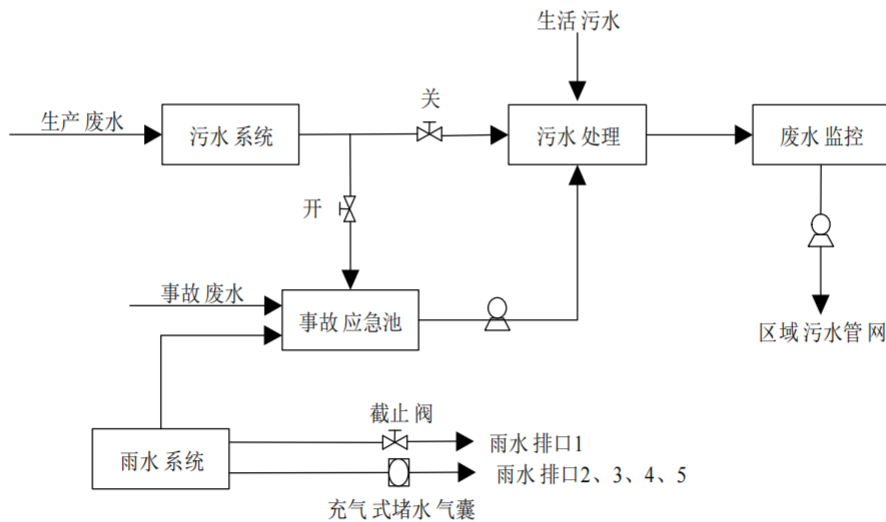 生活污水
关
生产废水
污水系统
污水处理
废水监控
开
事故废水
事故应急池
区域污水管网
截止阀
雨水排口1
雨水系统
雨水排口2、3、4、5
充气式堵水气囊